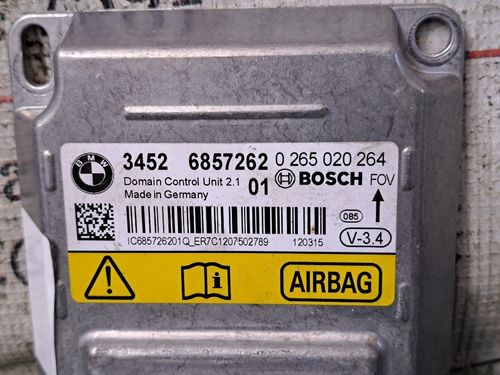 BMW
3452 6857262 0 265 020 264
Domain Control Unit 2.1 01 BOSCH FOV
Made in Germany
085
IC685726201Q_ER7C1207502789 120315 V-3.4
AIRBAG